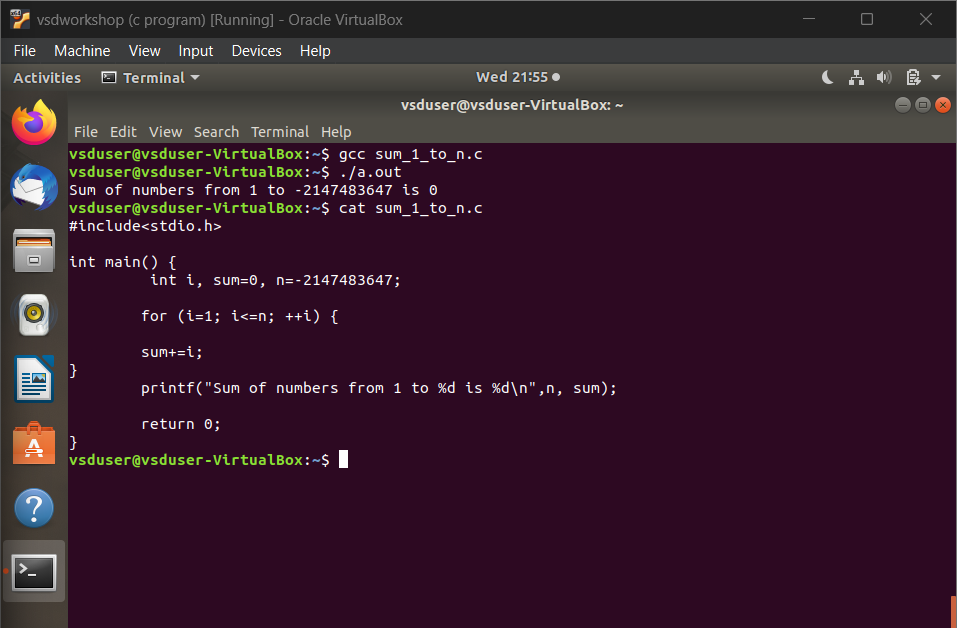 vsdworkshop (c program) [Running] - Oracle VirtualBox
File Machine View Input Devices Help
Activities Terminal Wed 21:55
vsduser@vsduser-VirtualBox: ~
File Edit View Search Terminal Help
vsduser@vsduser-VirtualBox:~$ gcc sum_1_to_n.c
vsduser@vsduser-VirtualBox:~$ ./a.out
Sum of numbers from 1 to -2147483647 is 0
vsduser@vsduser-VirtualBox:~$ cat sum_1_to_n.c
#include<stdio.h>
int main() {
int i, sum=0, n=-2147483647;
for (i=1; i<=n; ++i) {
sum+=i;
}
printf("Sum of numbers from 1 to %d is %d\n",n, sum);
return 0;
}
vsduser@vsduser-VirtualBox:~$